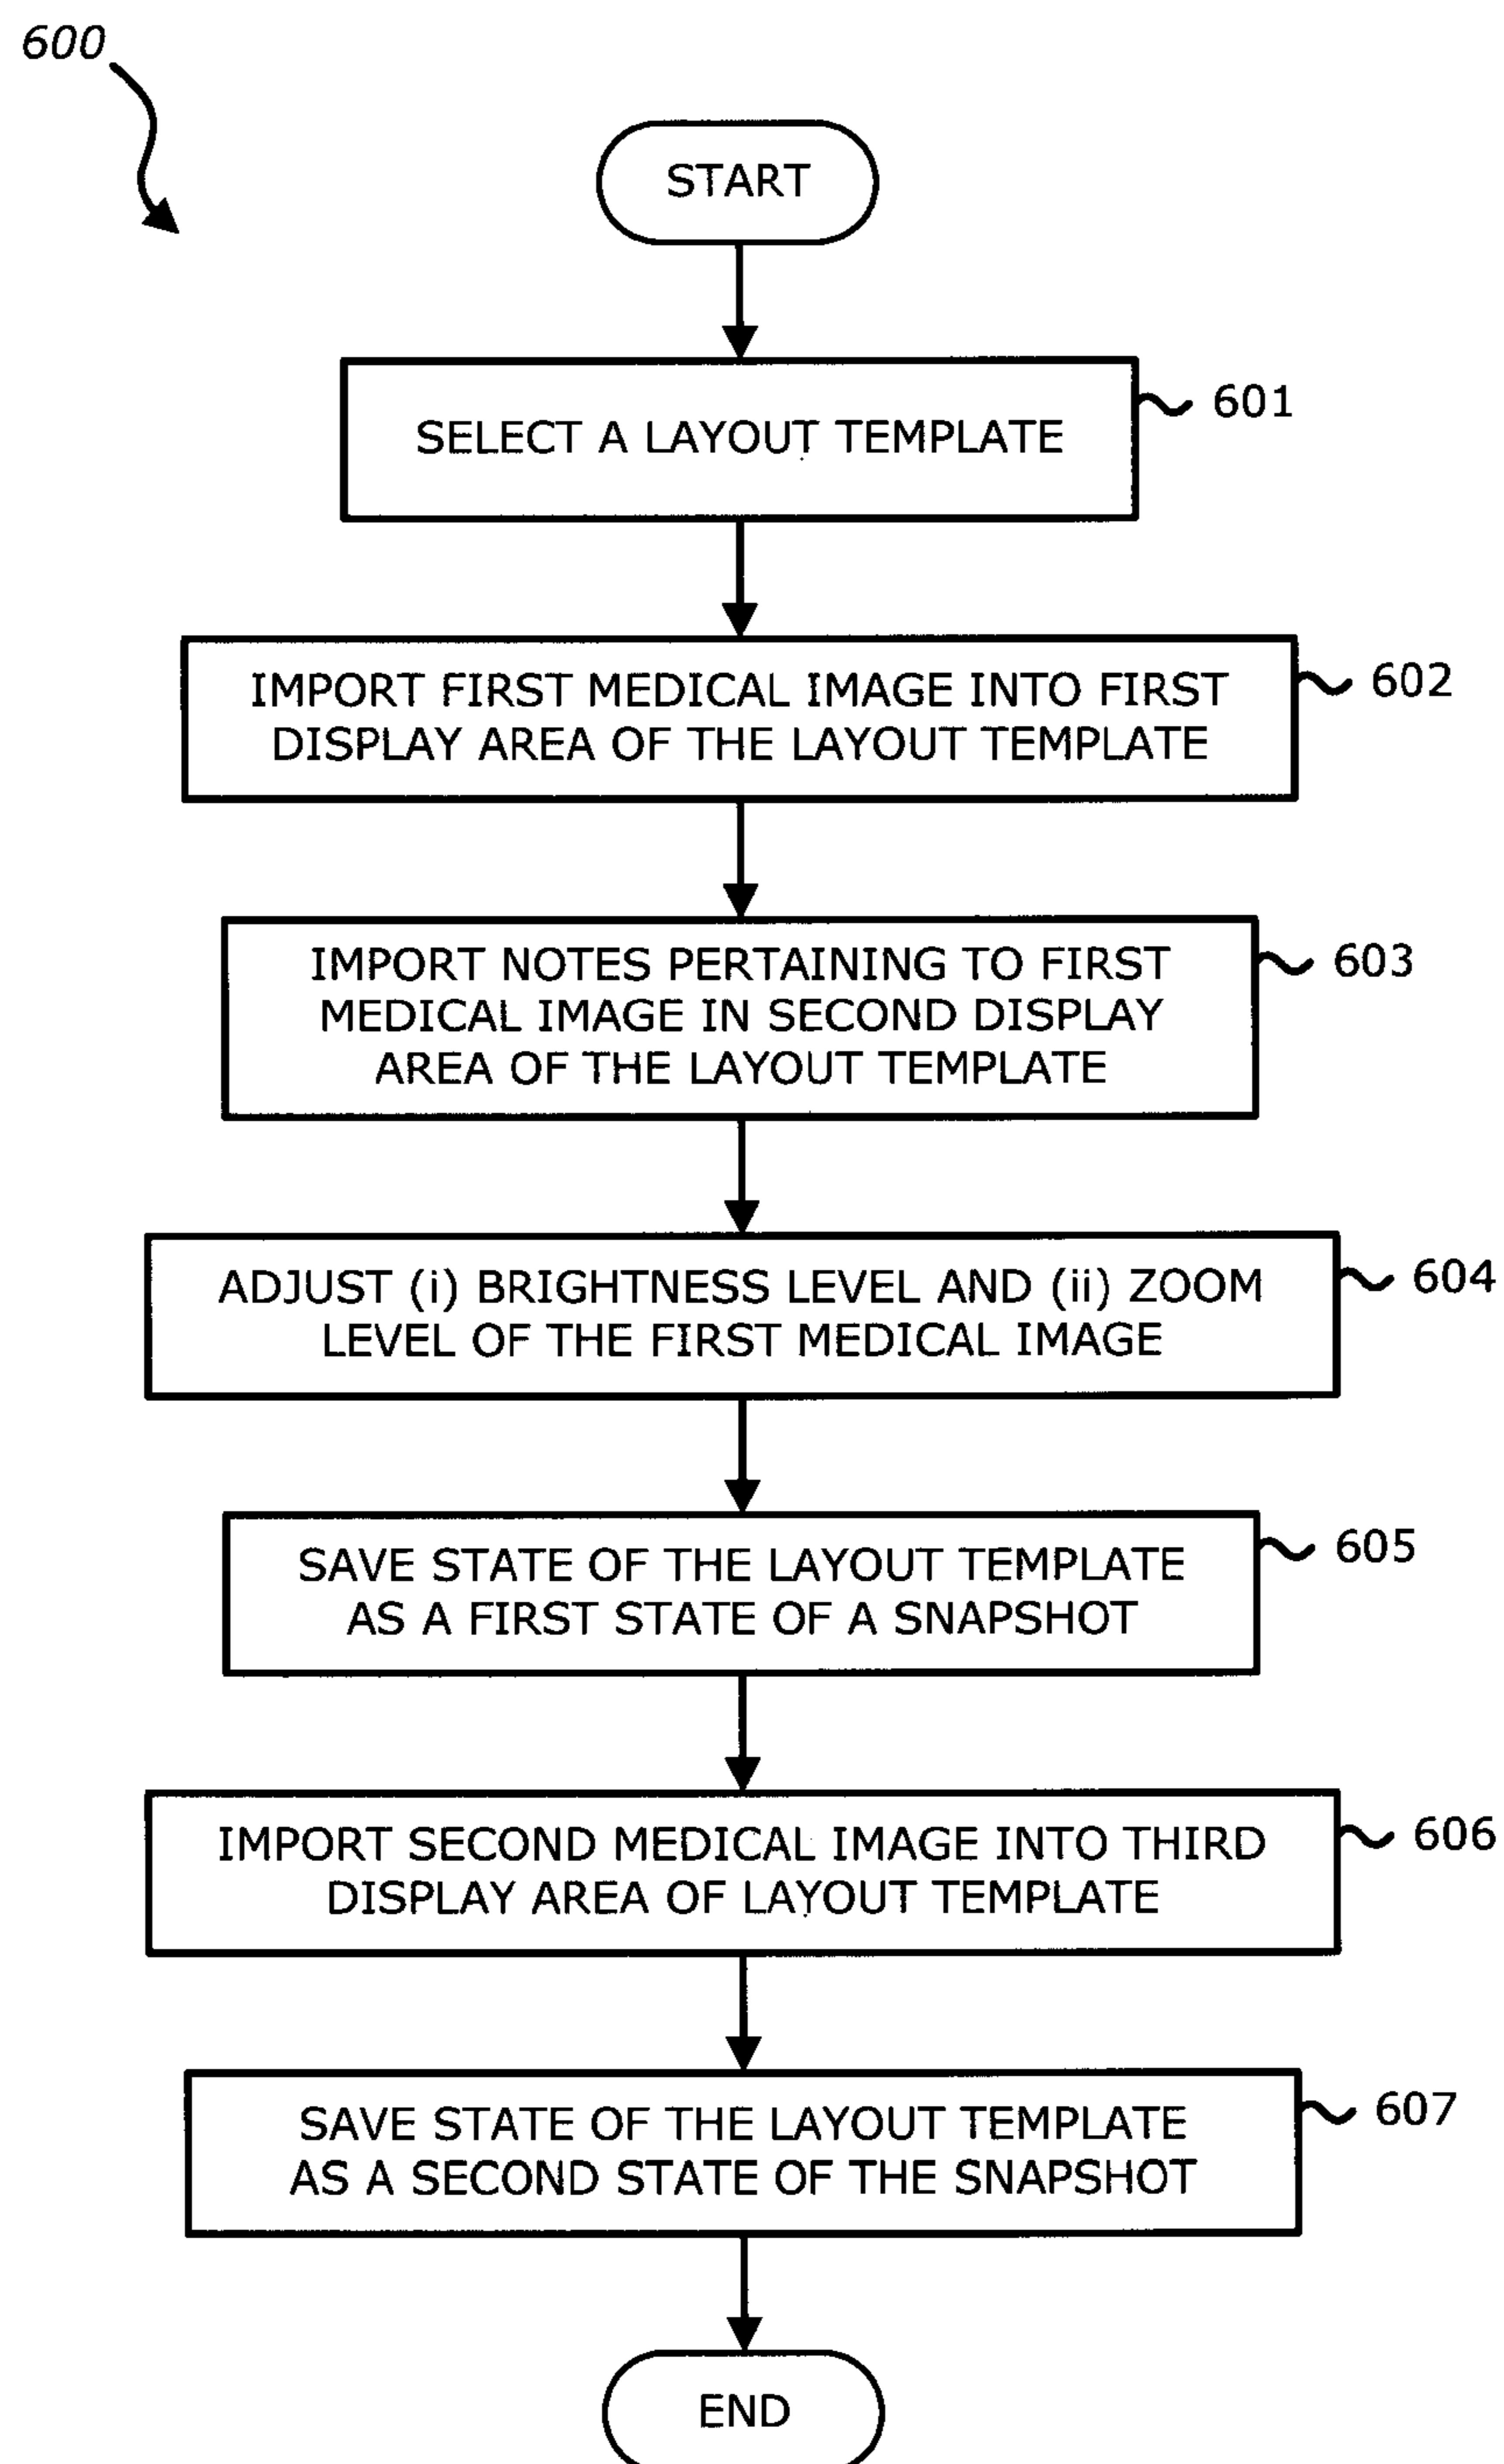 600
START
SELECT A LAYOUT TEMPLATE
601
IMPORT FIRST MEDICAL IMAGE INTO FIRST
DISPLAY AREA OF THE LAYOUT TEMPLATE
602
IMPORT NOTES PERTAINING TO FIRST
MEDICAL IMAGE IN SECOND DISPLAY
AREA OF THE LAYOUT TEMPLATE
603
ADJUST (i) BRIGHTNESS LEVEL AND (ii) ZOOM
LEVEL OF THE FIRST MEDICAL IMAGE
604
SAVE STATE OF THE LAYOUT TEMPLATE
AS A FIRST STATE OF A SNAPSHOT
605
IMPORT SECOND MEDICAL IMAGE INTO THIRD
DISPLAY AREA OF LAYOUT TEMPLATE
606
SAVE STATE OF THE LAYOUT TEMPLATE
AS A SECOND STATE OF THE SNAPSHOT
607
END